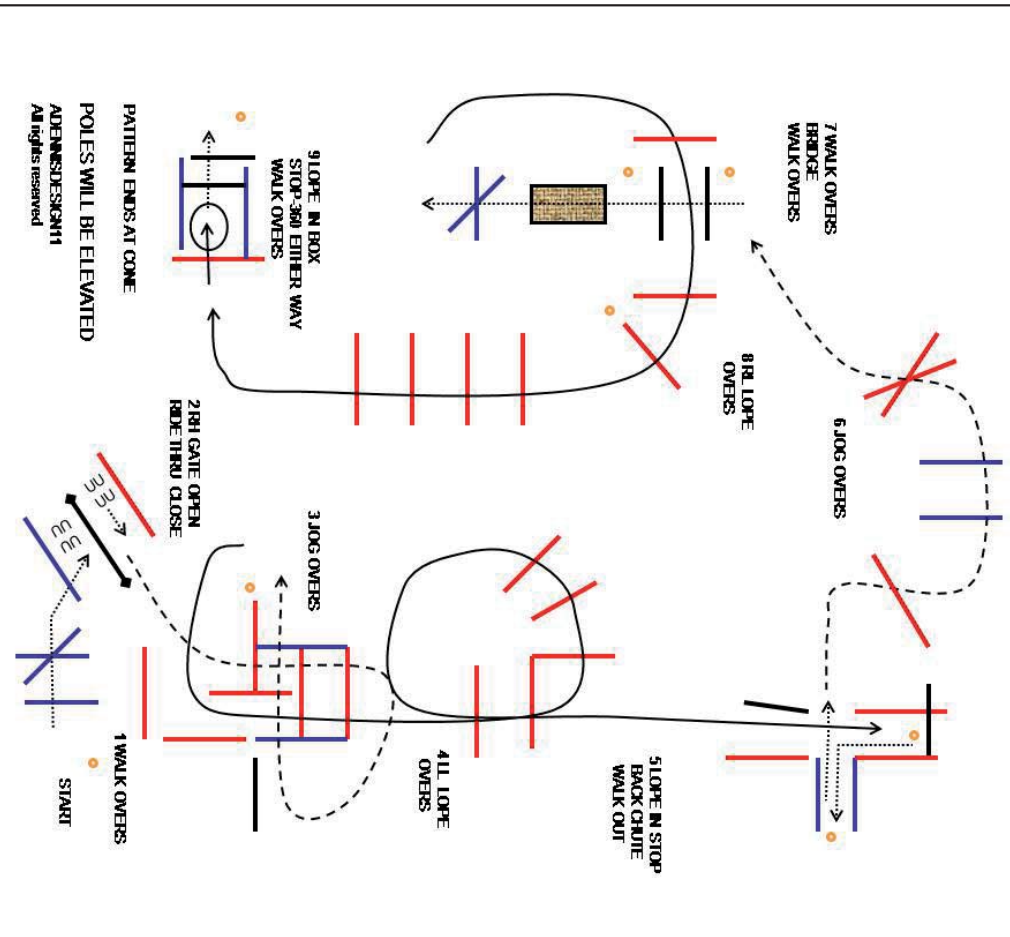 START
1 WALK OVERS
2 RH GATE OPEN
RIDE THRU CLOSE
3 JOG OVERS
4 LL LOPE
OVERS
5 LOPE IN STOP
BACK CHUTE
WALK OUT
6 JOG OVERS
7 WALK OVERS
BRIDGE
WALK OVERS
8 RL LOPE
OVERS
9 LOPE IN BOX
STOP-360 EITHER WAY
WALK OVERS
PATTERN ENDS AT CONE
POLES WILL BE ELEVATED
ADENNISDESIGN11
All rights reserved